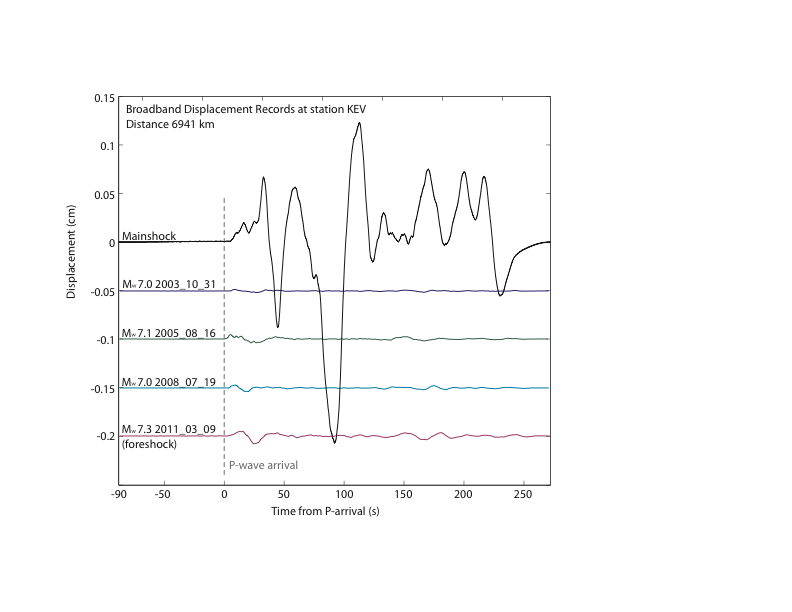 Broadband Displacement Records at station KEV
Distance 6941 km
0.15
0.1
0.05
0
-0.05
-0.1
-0.15
-0.2
Displacement (cm)
Mainshock
Mw 7.0 2003_10_31
Mw 7.1 2005_08_16
Mw 7.0 2008_07_19
Mw 7.3 2011_03_09
(foreshock)
P-wave arrival
-90 -50 0 50 100 150 200 250
Time from P-arrival (s)